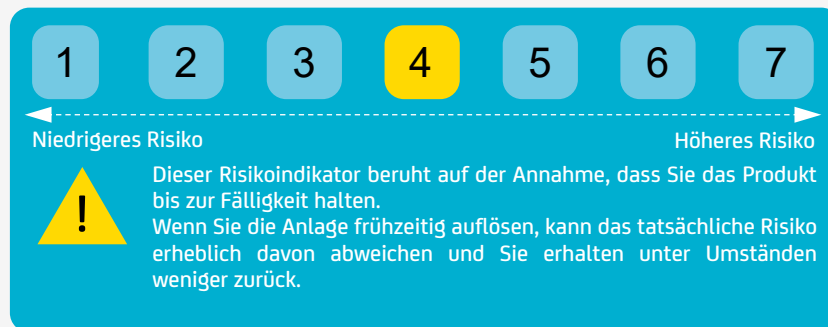 1 2 3 4 5 6 7
Niedrigeres Risiko Höheres Risiko
Dieser Risikoindikator beruht auf der Annahme, dass Sie das Produkt
bis zur Fälligkeit halten.
!
Wenn Sie die Anlage frühzeitig auflösen, kann das tatsächliche Risiko
erheblich davon abweichen und Sie erhalten unter Umständen
weniger zurück.